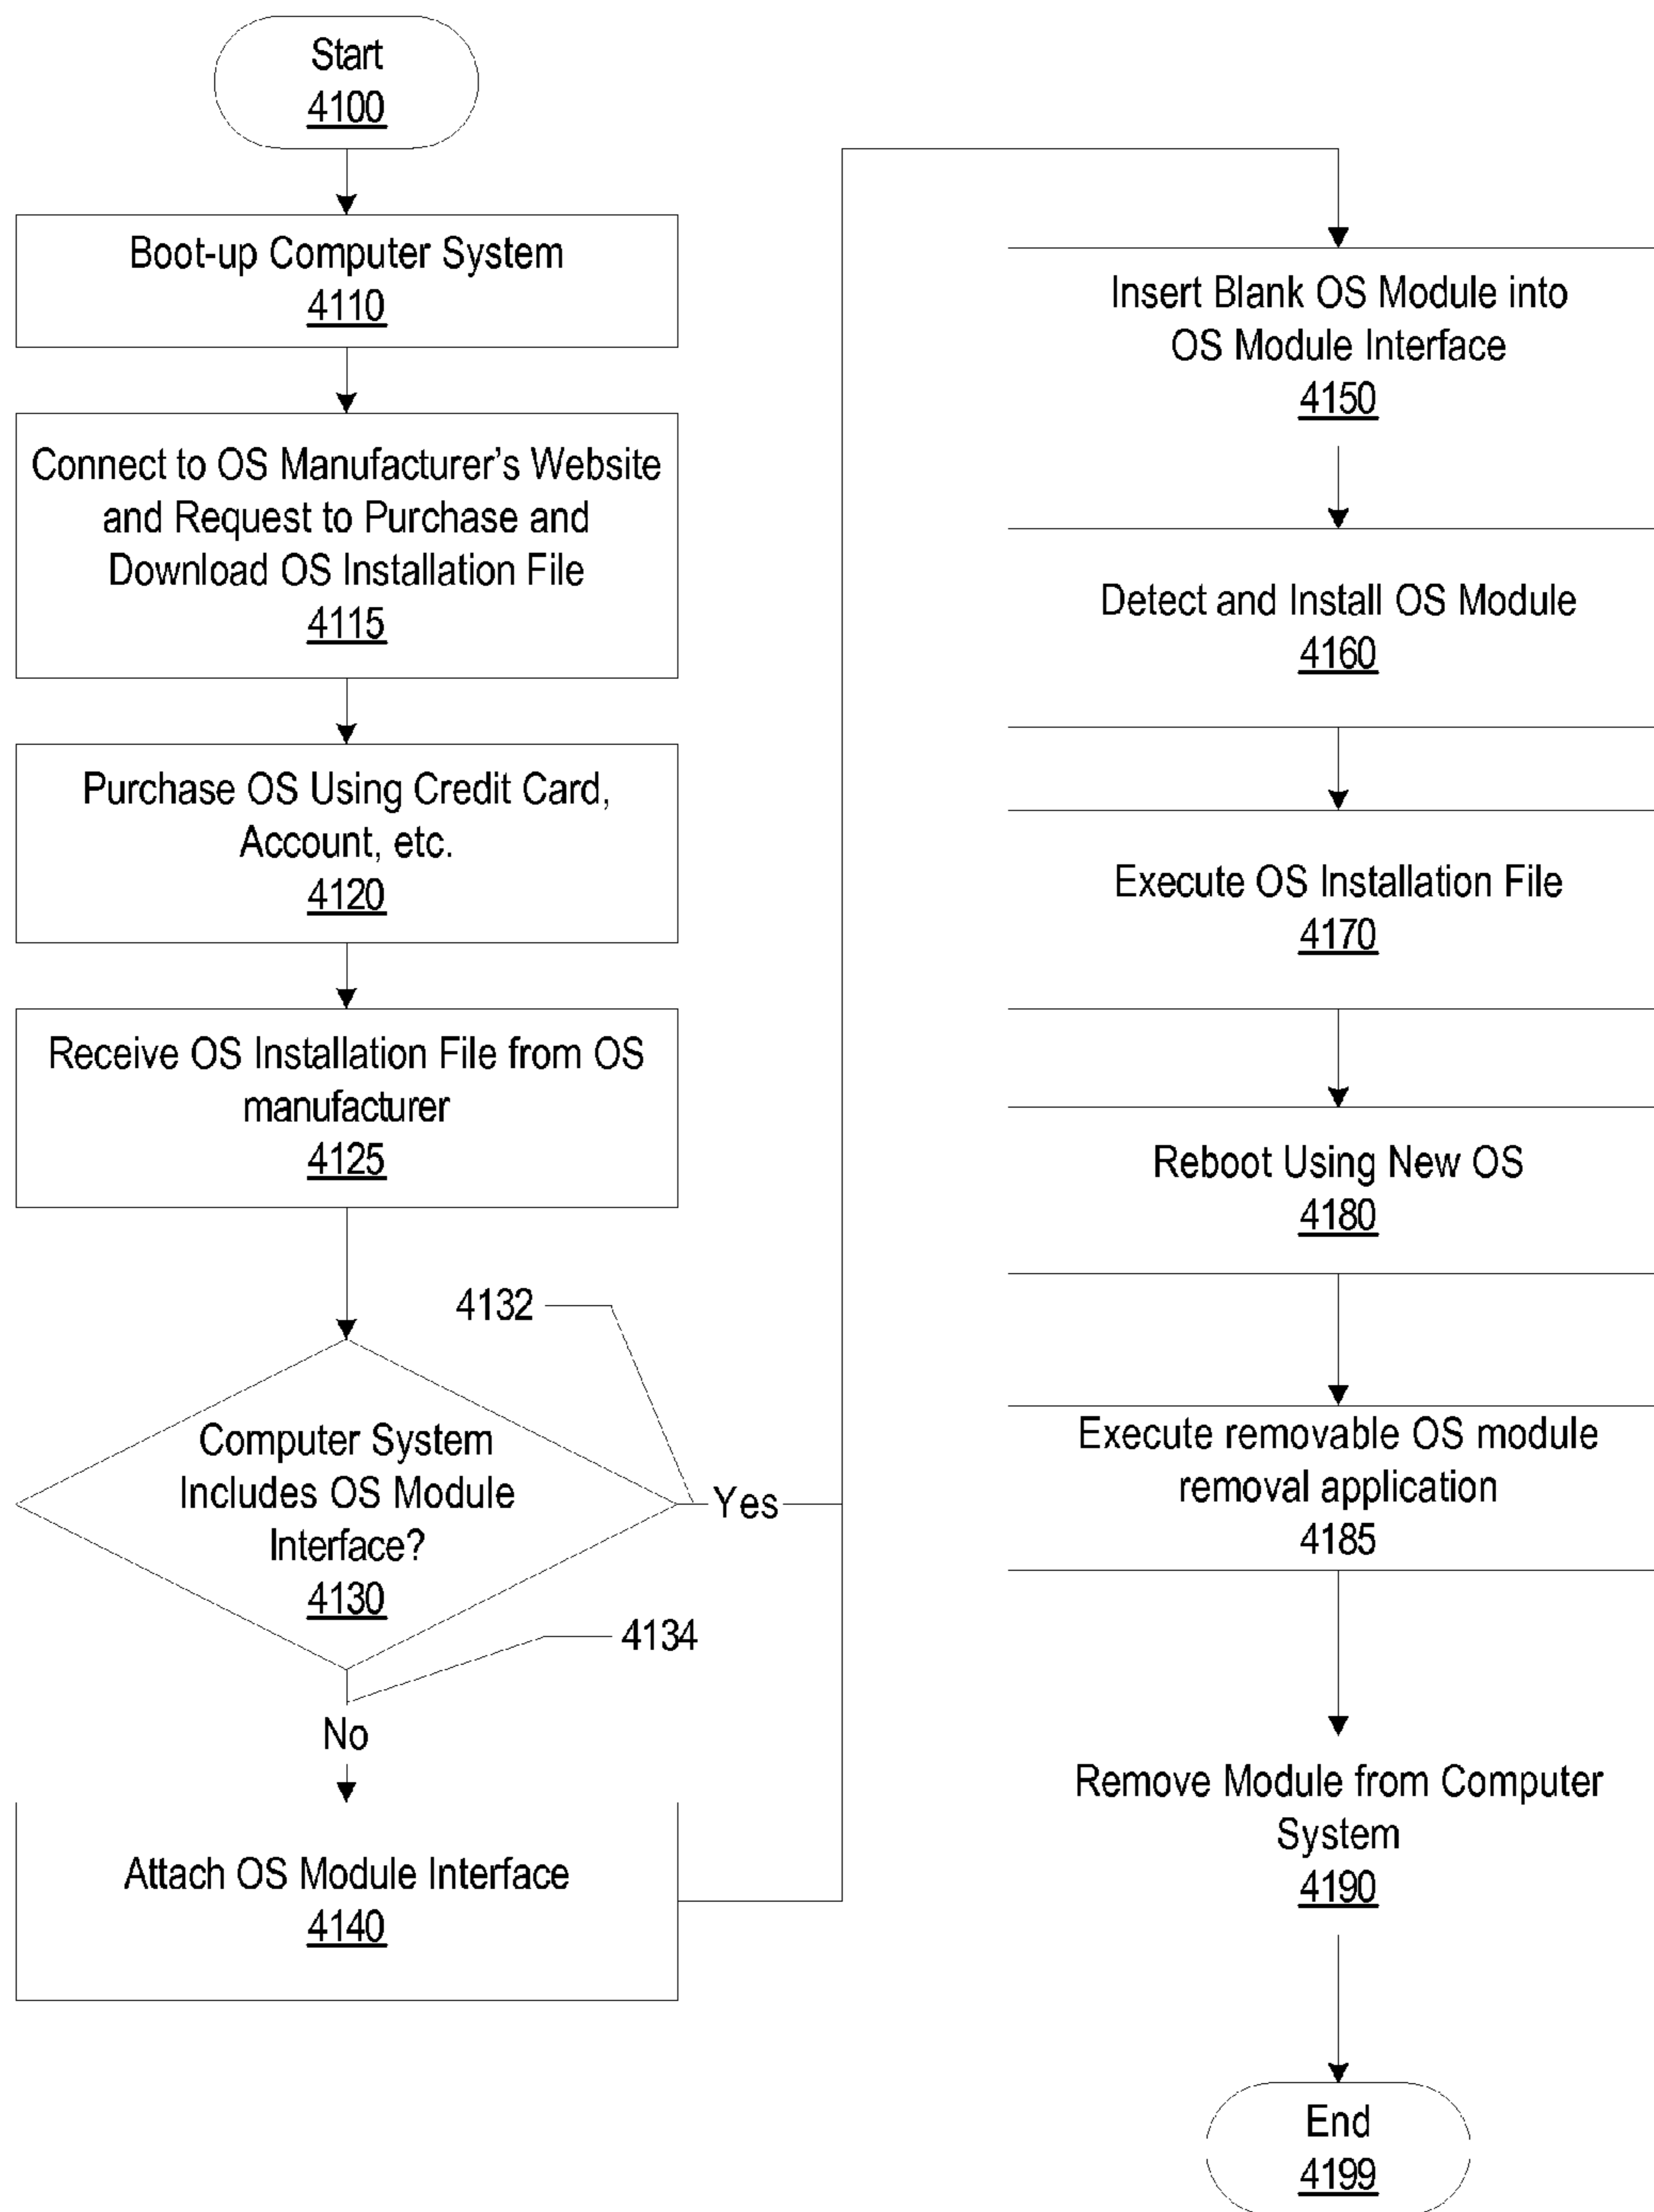 Start
4100
Boot-up Computer System
4110
Connect to OS Manufacturer's Website
and Request to Purchase and
Download OS Installation File
4115
Purchase OS Using Credit Card,
Account, etc.
4120
Receive OS Installation File from OS
manufacturer
4125
4132
Computer System
Includes OS Module
Interface?
4130
Yes
4134
No
Attach OS Module Interface
4140
Insert Blank OS Module into
OS Module Interface
4150
Detect and Install OS Module
4160
Execute OS Installation File
4170
Reboot Using New OS
4180
Execute removable OS module
removal application
4185
Remove Module from Computer
System
4190
End
4199